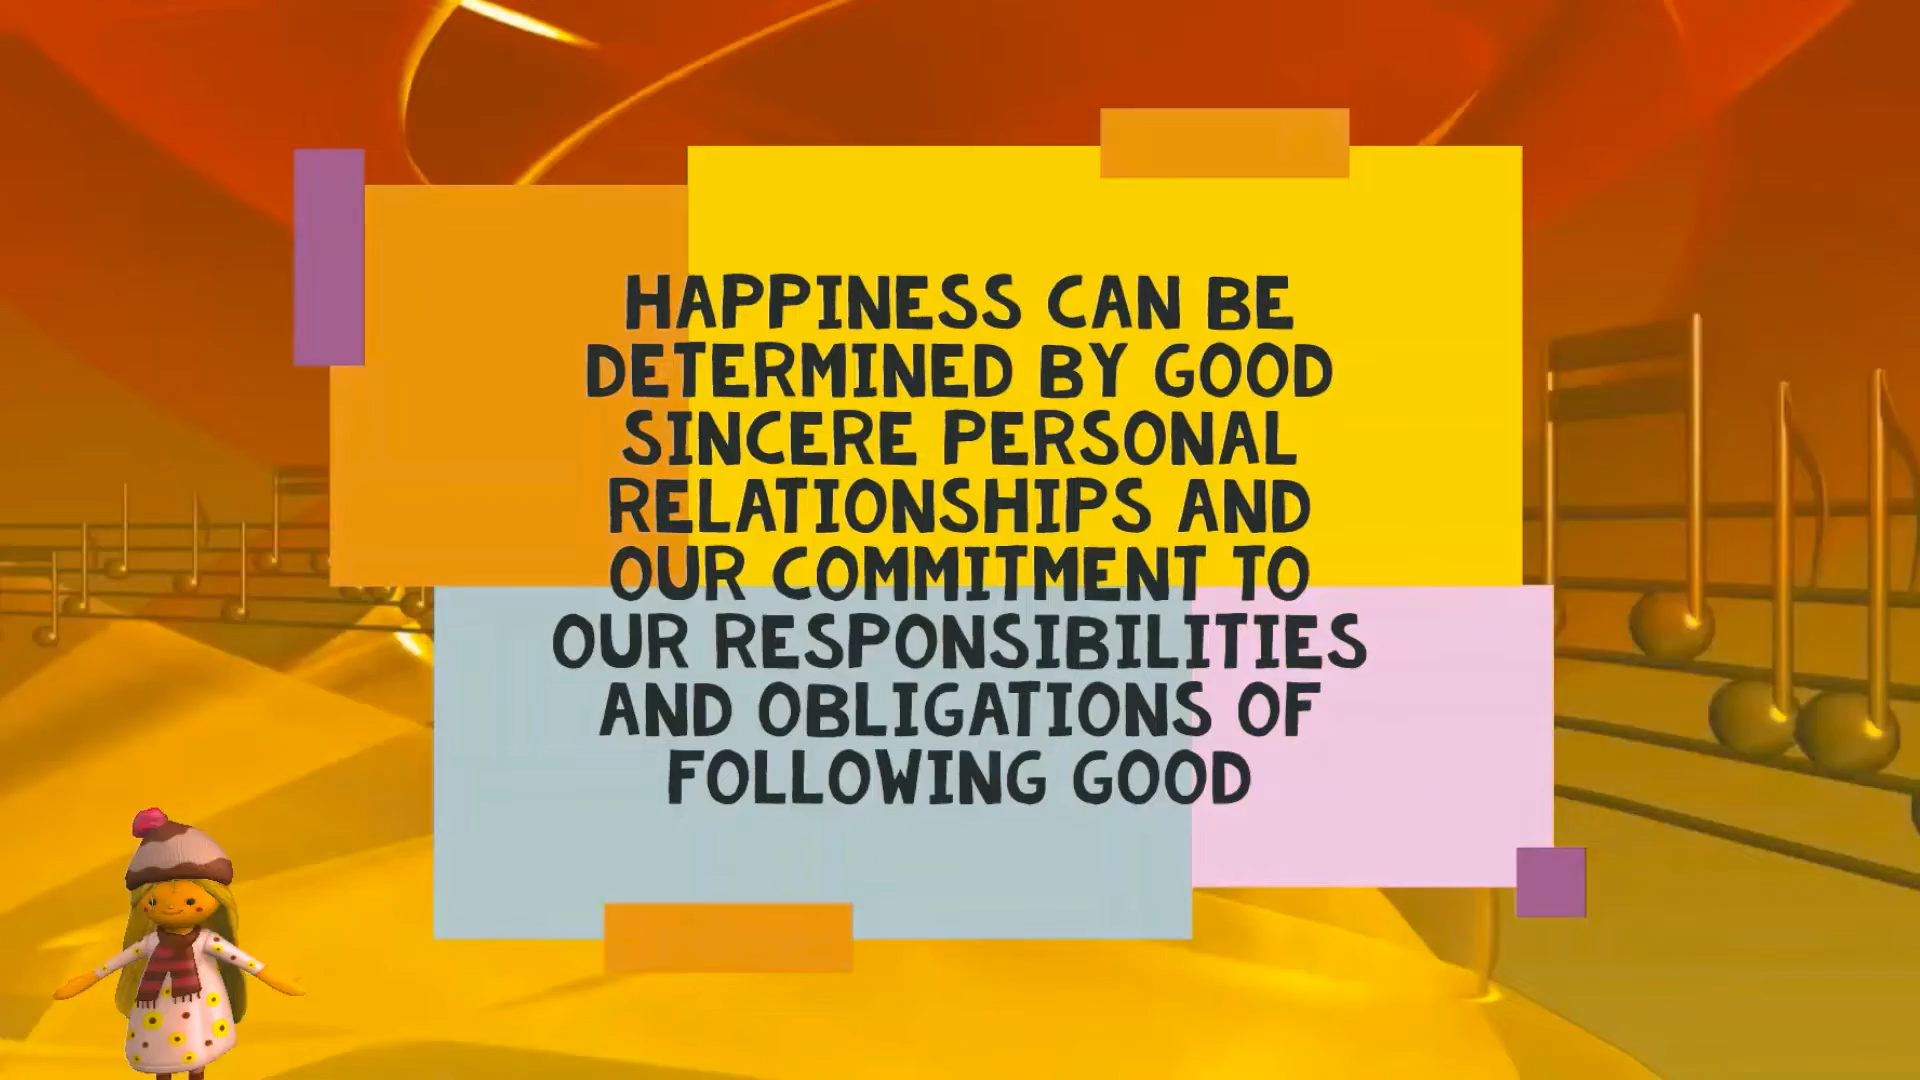 HAPPINESS CAN BE
DETERMINED BY GOOD
SINCERE PERSONAL
RELATIONSHIPS AND
OUR COMMITMENT TO
OUR RESPONSIBILITIES
AND OBLIGATIONS OF
FOLLOWING GOOD